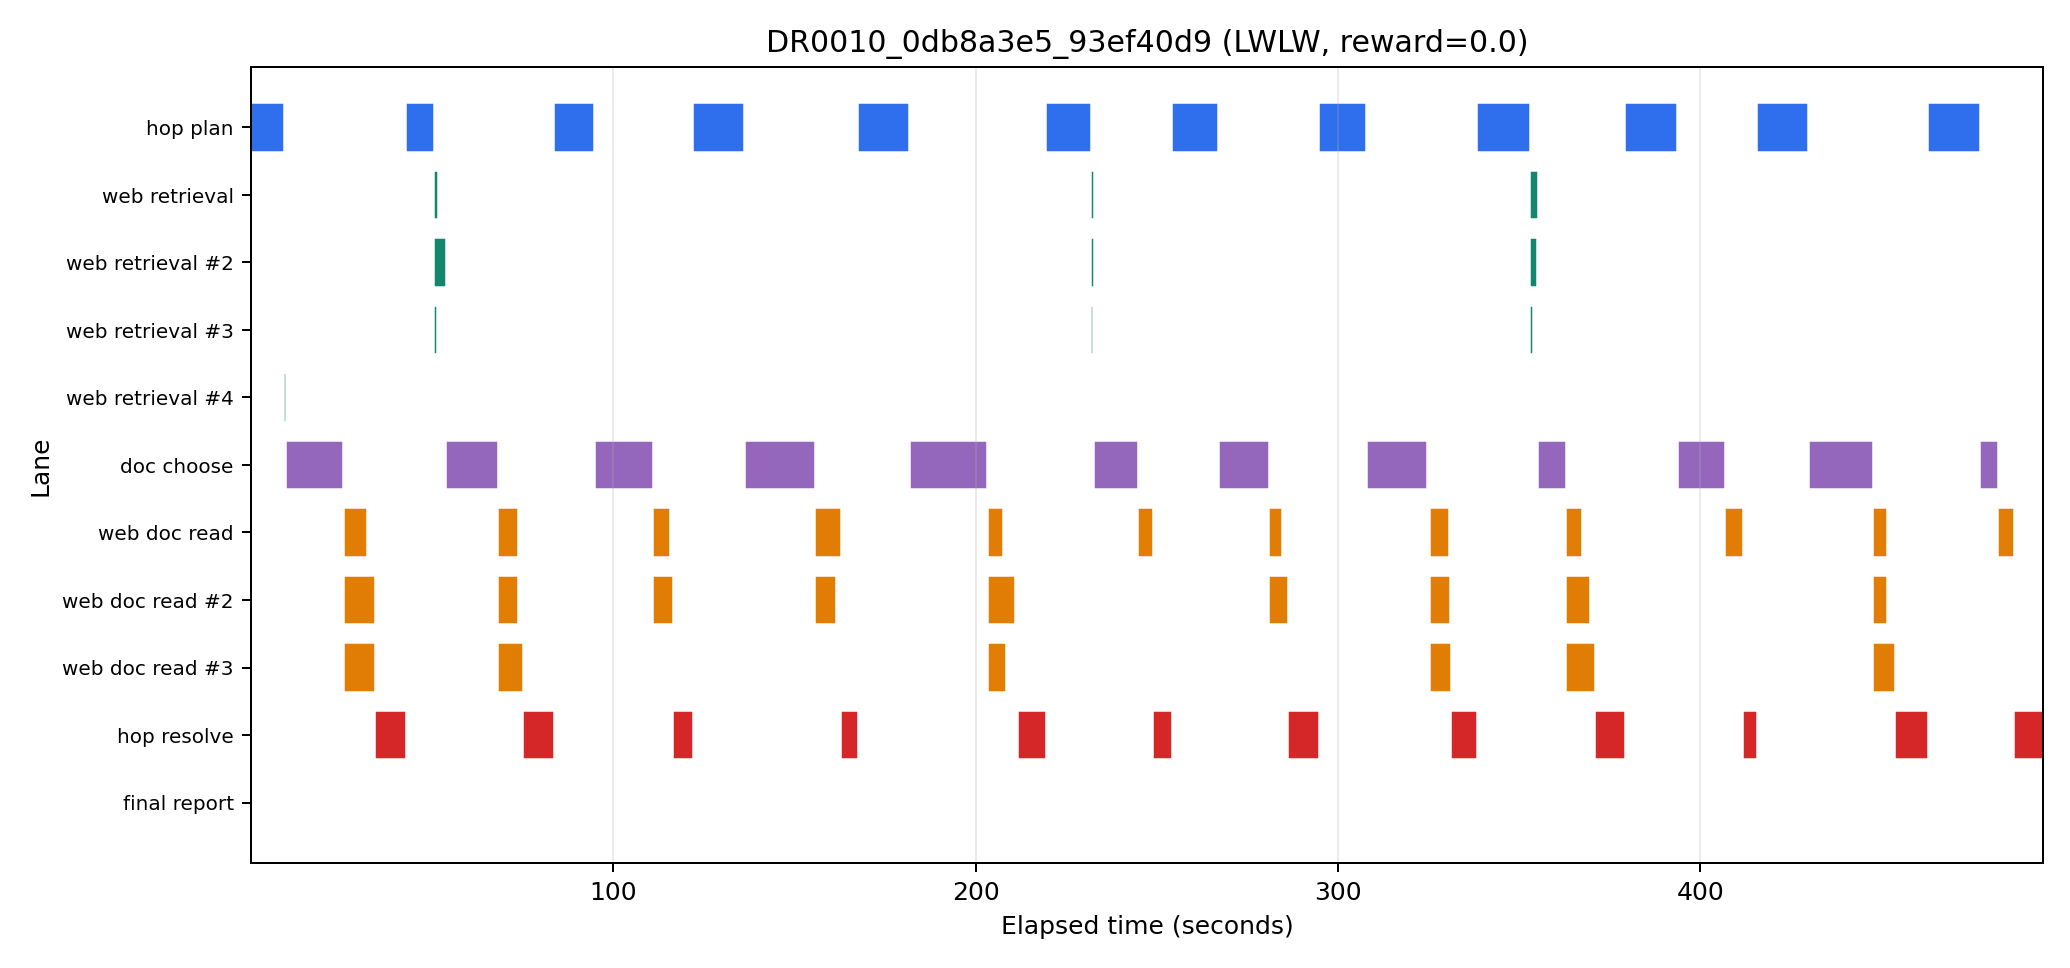 DR0010_0db8a3e5_93ef40d9 (LWLW, reward=0.0)
hop plan
web retrieval
web retrieval #2
web retrieval #3
web retrieval #4
doc choose
web doc read
web doc read #2
web doc read #3
hop resolve
final report
Lane
100 200 300 400
Elapsed time (seconds)